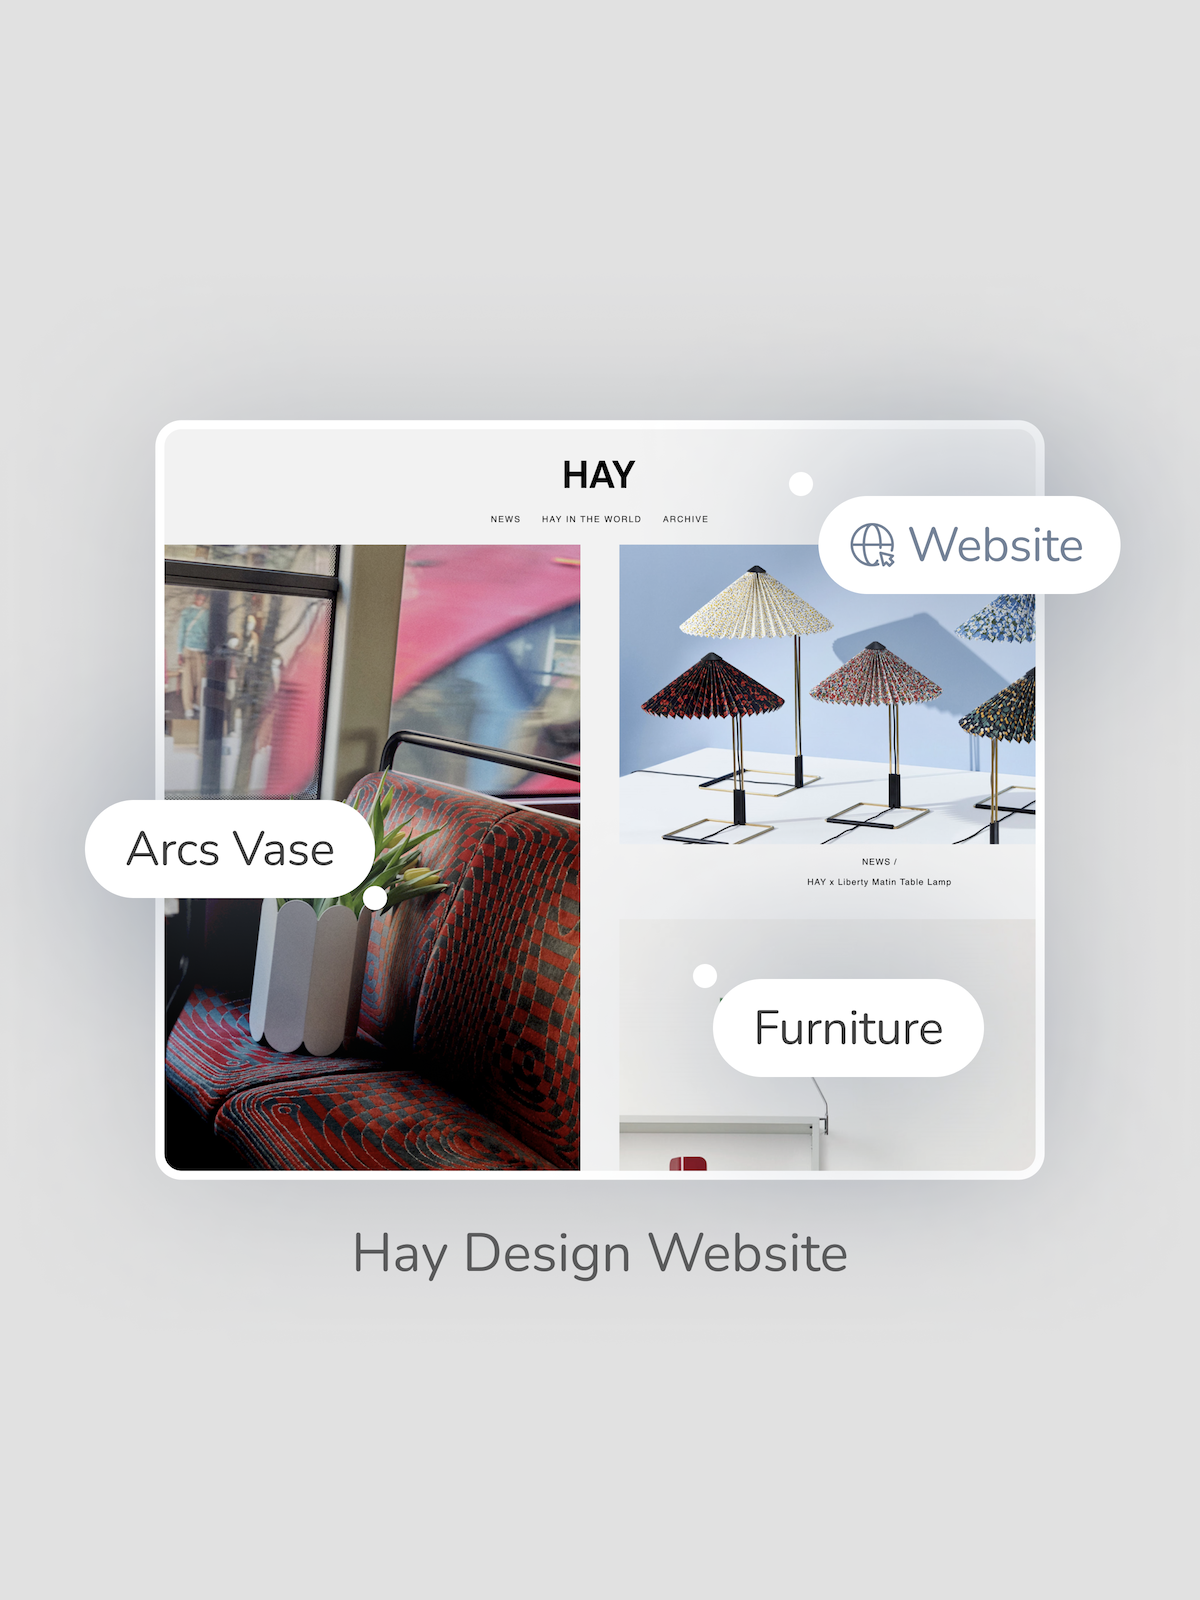 HAY
NEWS HAY IN THE WORLD ARCHIVE
Website
Arcs Vase
NEWS /
HAY x Liberty Matin Table Lamp
Furniture
Hay Design Website